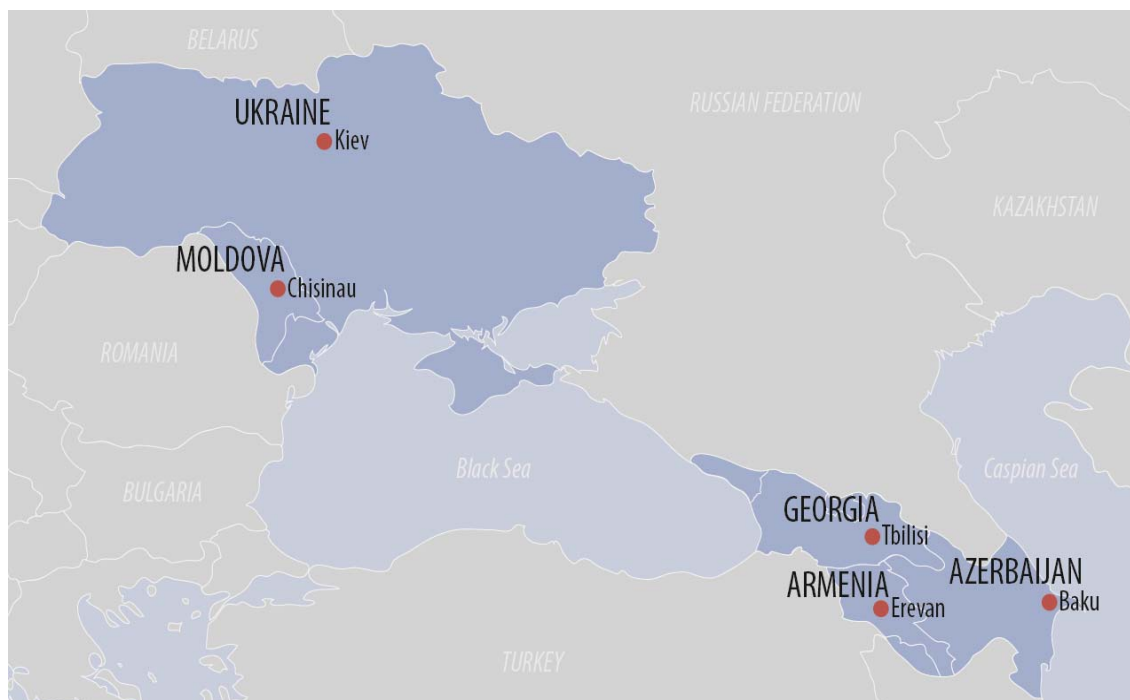 BELARUS
UKRAINE
Kiev
RUSSIAN FEDERATION
KAZAKHSTAN
MOLDOVA
Chisinau
ROMANIA
Black Sea
Caspian Sea
BULGARIA
GEORGIA
Tbilisi
AZERBAIJAN
ARMENIA
Erevan
Baku
TURKEY